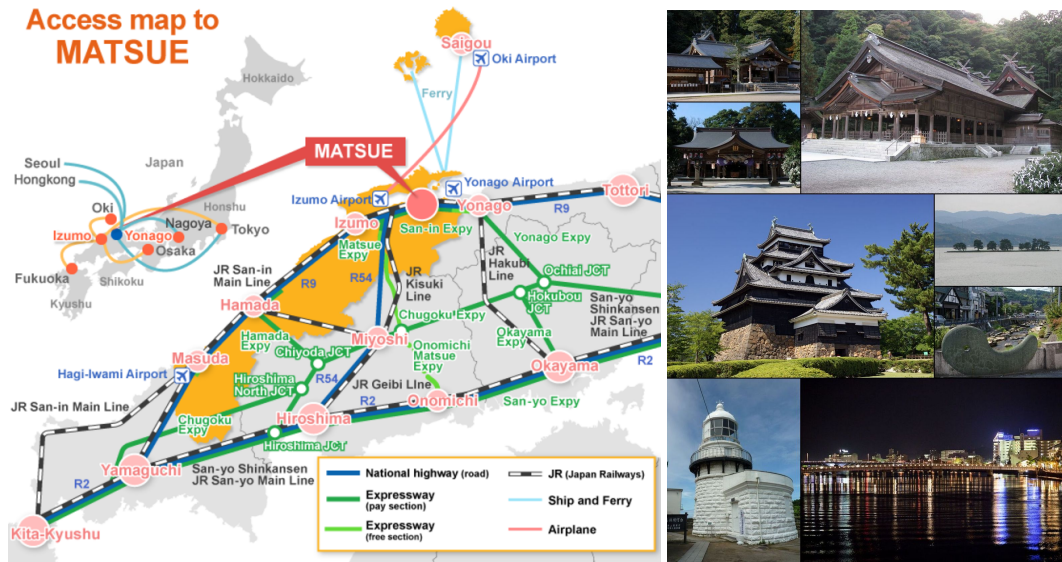 Access map to
MATSUE
Hokkaido
Japan
Honshu
Seoul
Hongkong
Oki
Izumo
Yonago
Nagoya
Tokyo
Osaka
Fukuoka
Shikoku
Kyushu
Saigou
Oki Airport
Ferry
MATSUE
Izumo Airport
Yonago Airport
Tottori
R9
Yonago
Izumo
San-in Expy
Matsue
Expy
Yonago Expy
JR San-in
Main Line
R9
R54
JR
Kisuki
Line
JR
Hakubi
Line
Ochiai JCT
Hokubou
JCT
San-yo
Shinkansen
JR San-yo
Main Line
Hamada
Hamada
Expy
Chugoku Expy
Miyoshi
Okayama
Expy
Onomichi
Matsue
Expy
Chiyoda JCT
Masuda
Hagi-Iwami Airport
Hiroshima
North JCT
R54
JR Geibi LIne
Okayama
R2
R2
Onomichi
San-yo Expy
JR San-in Main Line
Chugoku
Expy
Hiroshima
Hiroshima JCT
Yamaguchi
San-yo Shinkansen
JR San-yo Main Line
R2
Kita-Kyushu
National highway (road)
Expressway
(pay section)
Expressway
(free section)
JR (Japan Railways)
Ship and Ferry
Airplane